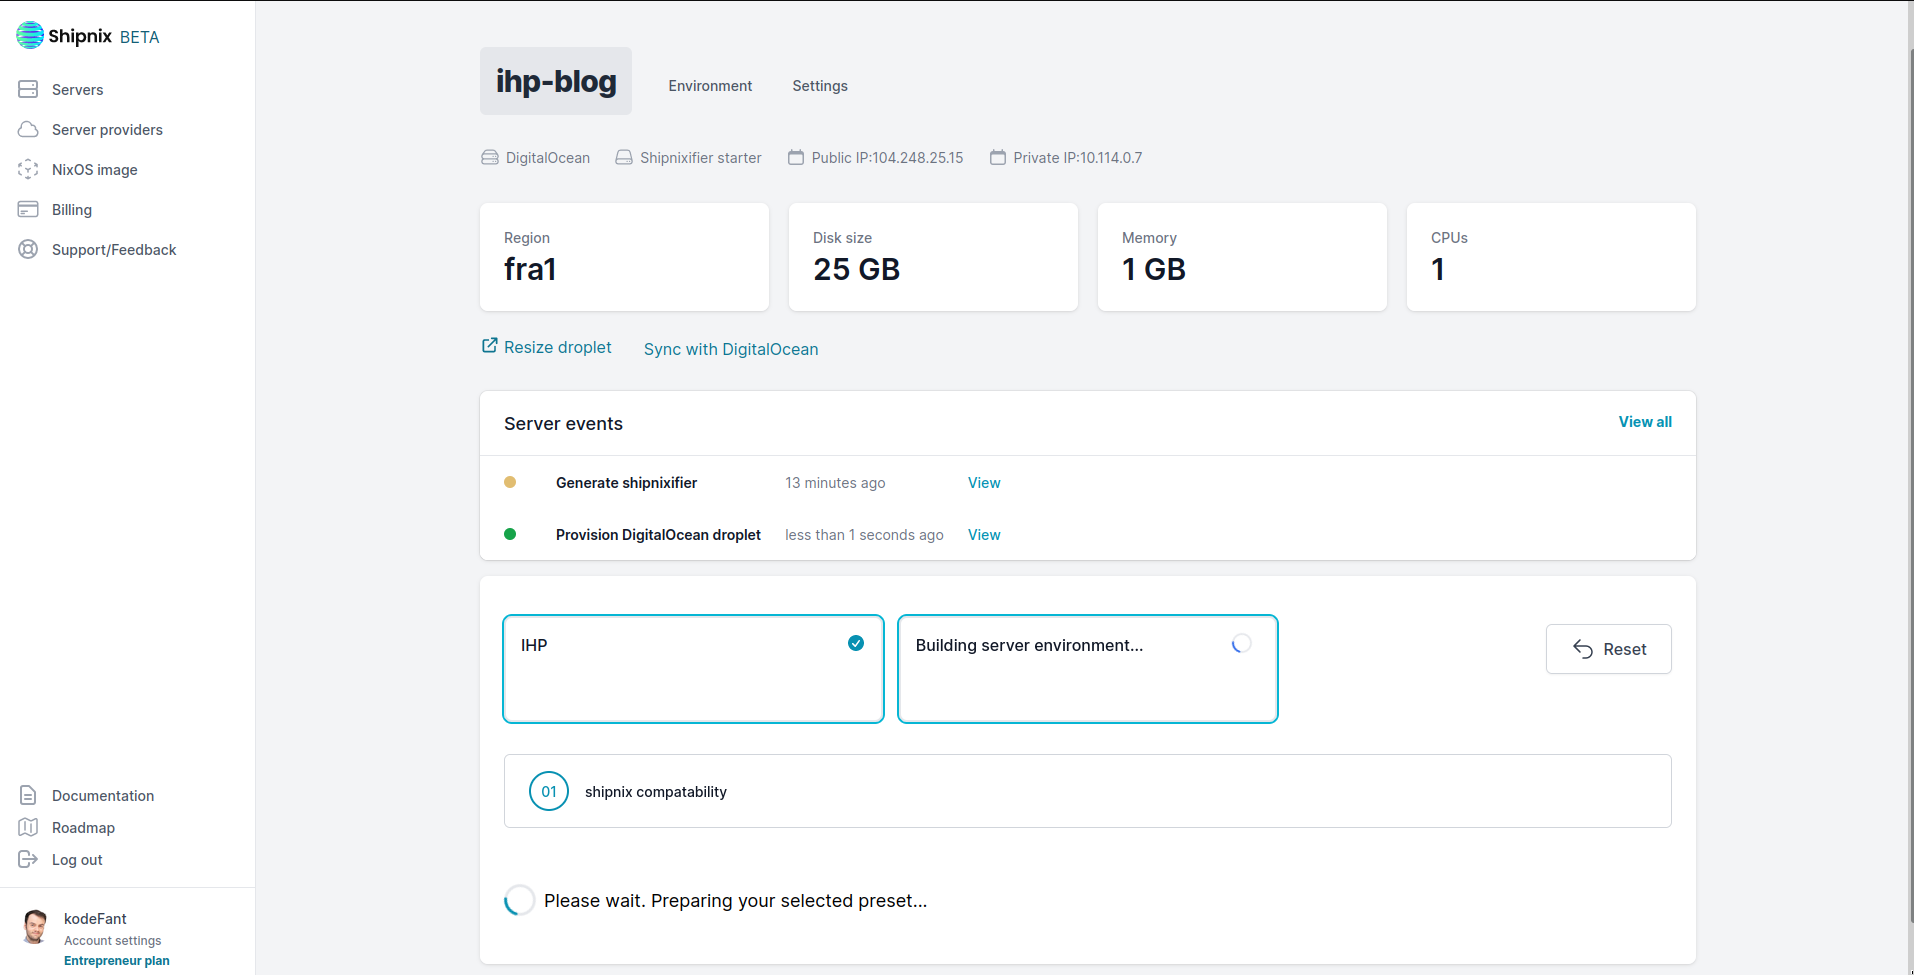 Shipnix BETA
Servers
Server providers
NixOS image
Billing
Support/Feedback
Documentation
Roadmap
Log out
kodeFant
Account settings
Entrepreneur plan
ihp-blog
Environment
Settings
DigitalOcean
Shipnixifier starter
Public IP:104.248.25.15
Private IP:10.114.0.7
Region
fra1
Disk size
25 GB
Memory
1 GB
CPUs
1
Resize droplet
Sync with DigitalOcean
Server events
View all
Generate shipnixifier
13 minutes ago
View
Provision DigitalOcean droplet
less than 1 seconds ago
View
IHP
Building server environment...
Reset
01
shipnix compatability
Please wait. Preparing your selected preset...